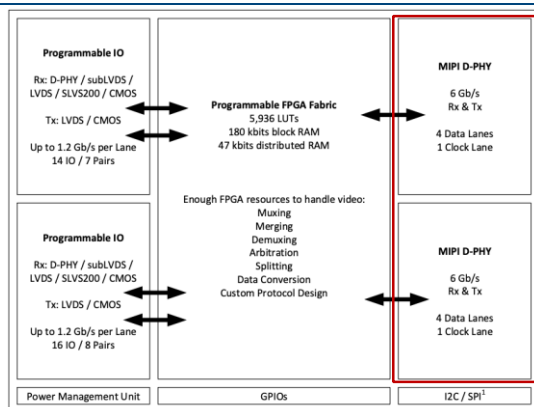 Programmable IO
Rx: D-PHY / subLVDS /
LVDS / SLVS200 / CMOS
Tx: LVDS / CMOS
Up to 1.2 Gb/s per Lane
14 IO / 7 Pairs
Programmable FPGA Fabric
5,936 LUTs
180 kbits block RAM
47 kbits distributed RAM
Enough FPGA resources to handle video:
Muxing
Merging
Demuxing
Arbitration
Splitting
Data Conversion
Custom Protocol Design
MIPI D-PHY
6 Gb/s
Rx & Tx
4 Data Lanes
1 Clock Lane
Programmable IO
Rx: D-PHY / subLVDS /
LVDS / SLVS200 / CMOS
Tx: LVDS / CMOS
Up to 1.2 Gb/s per Lane
16 IO / 8 Pairs
MIPI D-PHY
6 Gb/s
Rx & Tx
4 Data Lanes
1 Clock Lane
Power Management Unit
GPIOs
I2C / SPI¹